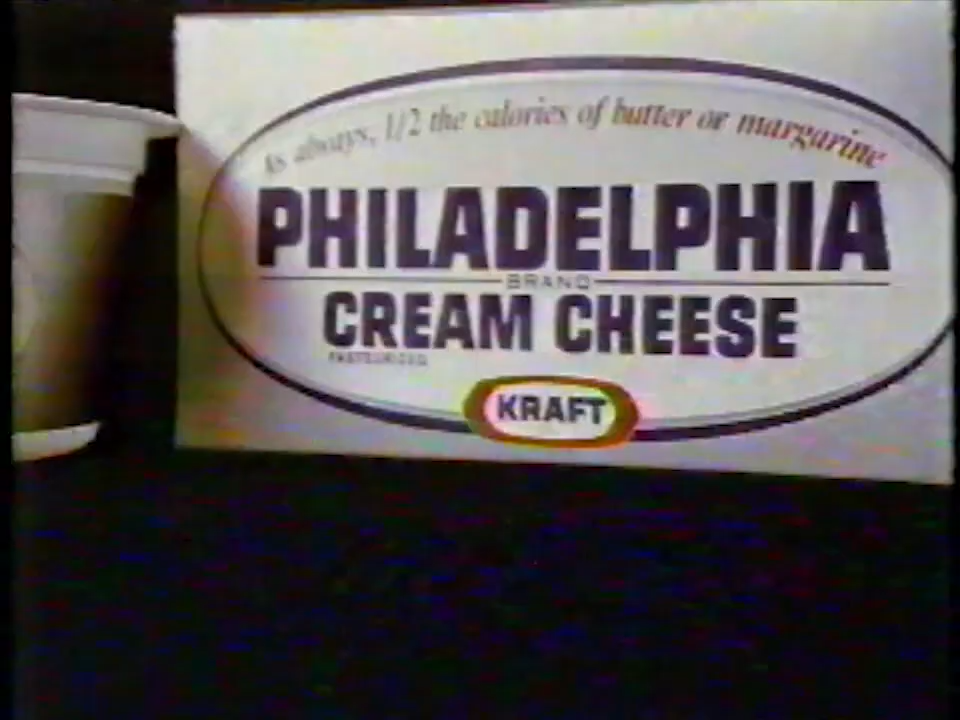 As always, 1/2 the calories of butter or margarine
PHILADELPHIA
BRAND
CREAM CHEESE
PASTEURIZED
KRAFT